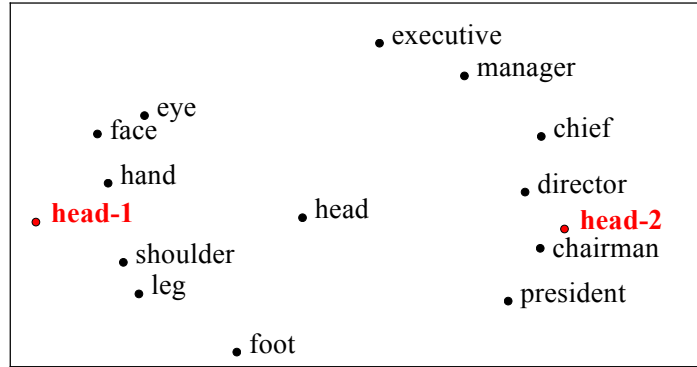 executive
manager
eye
face
chief
hand
director
head-1
head
head-2
shoulder
chairman
leg
president
foot